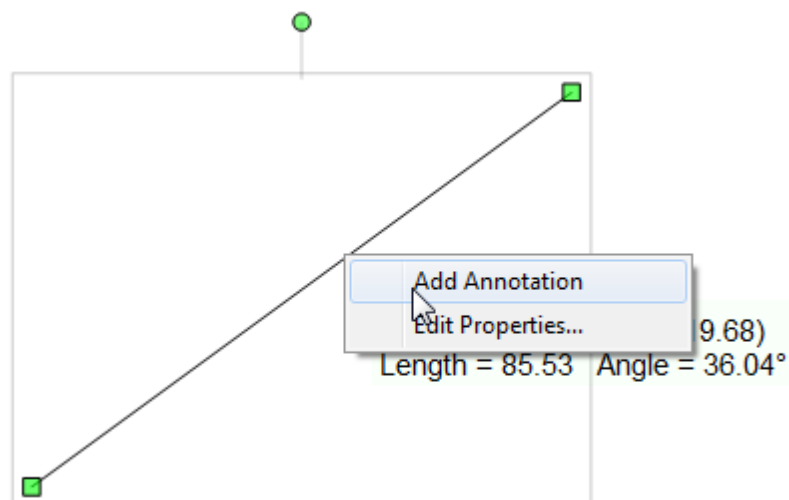 Add Annotation
Edit Properties...
9.68)
Length = 85.53 Angle = 36.04°